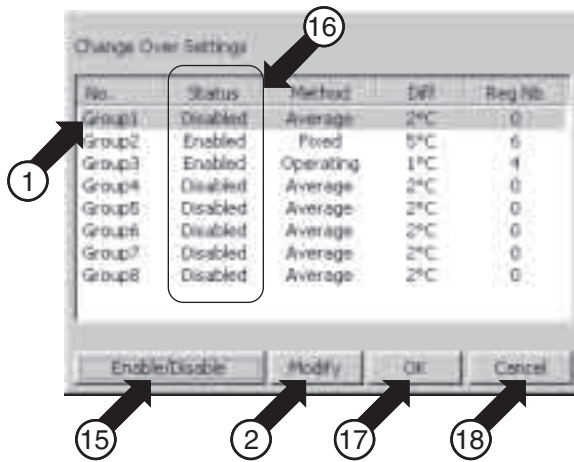 16
Change Over Settings
No. Status Method Diff Reg Nb.
Group1 Disabled Average 2°C 0
Group2 Enabled Fixed 5°C 6
Group3 Enabled Operating 1°C 4
Group4 Disabled Average 2°C 0
Group5 Disabled Average 2°C 0
Group6 Disabled Average 2°C 0
Group7 Disabled Average 2°C 0
Group8 Disabled Average 2°C 0
1
Enable/Disable Modify OK Cancel
15 2 17 18